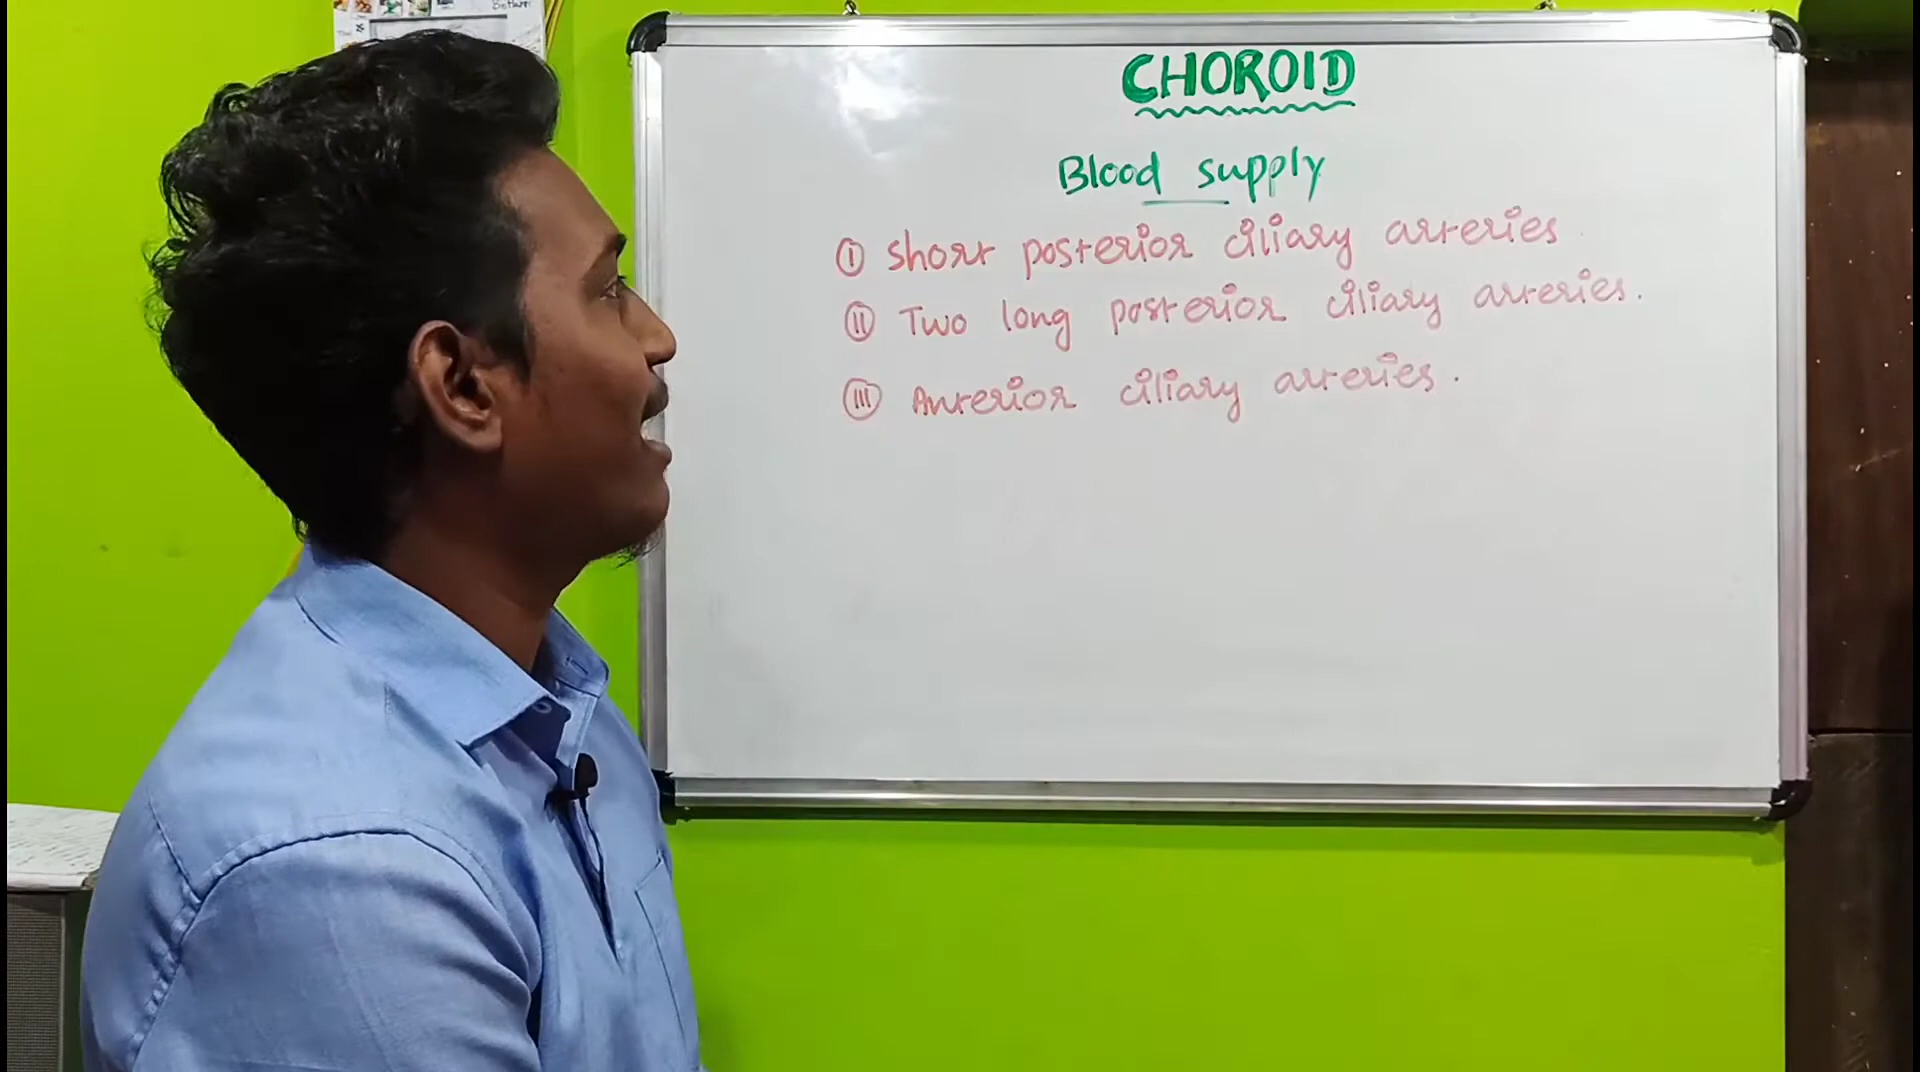 CHOROID
Blood supply
(I) Short posterior ciliary arteries
(II) Two long posterior ciliary arteries.
(III) Anterior ciliary arteries.